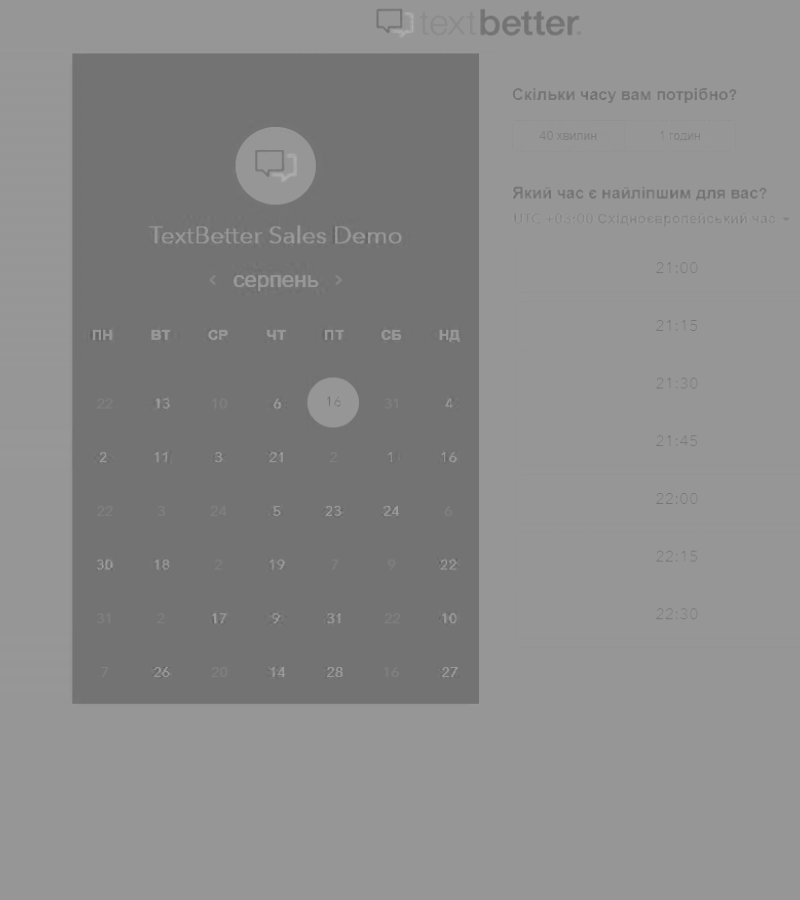 textbetter.
TextBetter Sales Demo
серпень
ПН ВТ СР ЧТ ПТ СБ НД
22 13 10 6 16 31 4
2 11 3 21 2 1 16
22 3 24 5 23 24 6
30 18 2 19 7 9 22
31 2 17 9 31 22 10
7 26 20 14 28 16 27
Скільки часу вам потрібно?
40 хвилин 1 годин
Який час є найліпшим для вас?
UTC +03:00 Східноєвропейський час
21:00
21:15
21:30
21:45
22:00
22:15
22:30